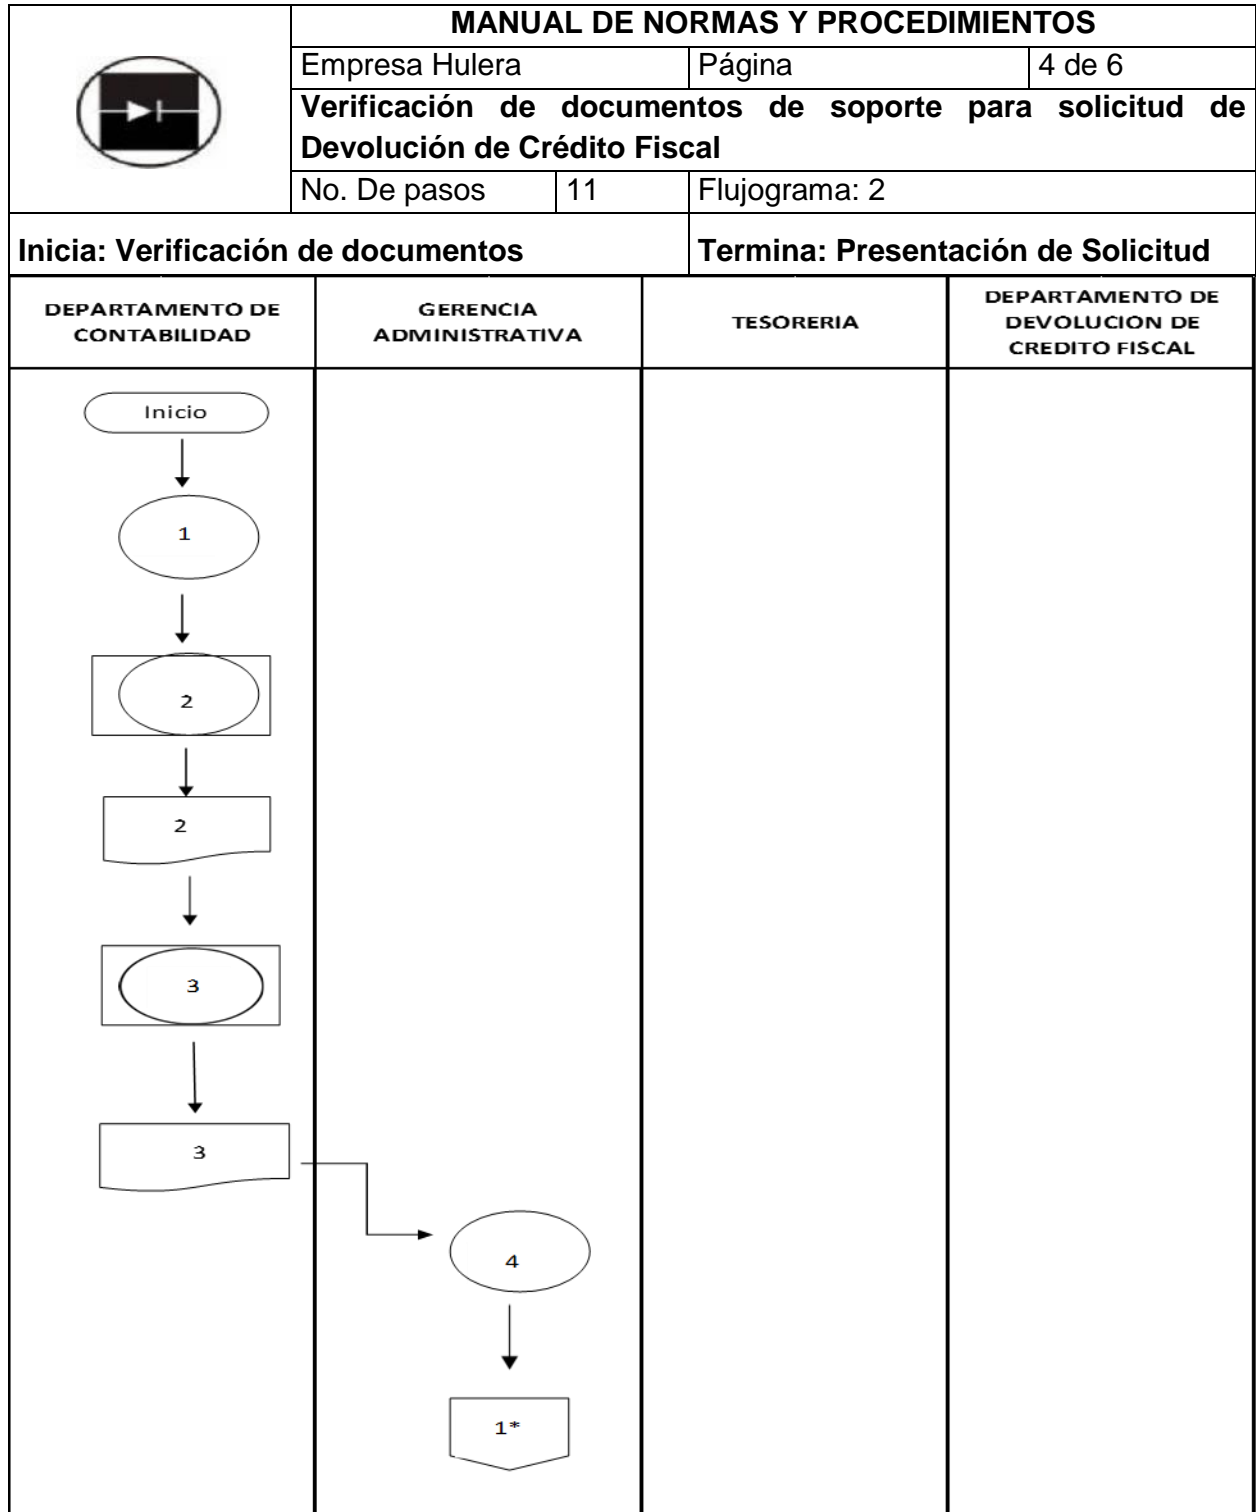 MANUAL DE NORMAS Y PROCEDIMIENTOS
Empresa Hulera Página 4 de 6
Verificación de documentos de soporte para solicitud de
Devolución de Crédito Fiscal
No. De pasos 11 Flujograma: 2
Inicia: Verificación de documentos Termina: Presentación de Solicitud
DEPARTAMENTO DE
CONTABILIDAD
GERENCIA
ADMINISTRATIVA
TESORERIA
DEPARTAMENTO DE
DEVOLUCION DE
CREDITO FISCAL
Inicio
1
2
2
3
3
4
1*